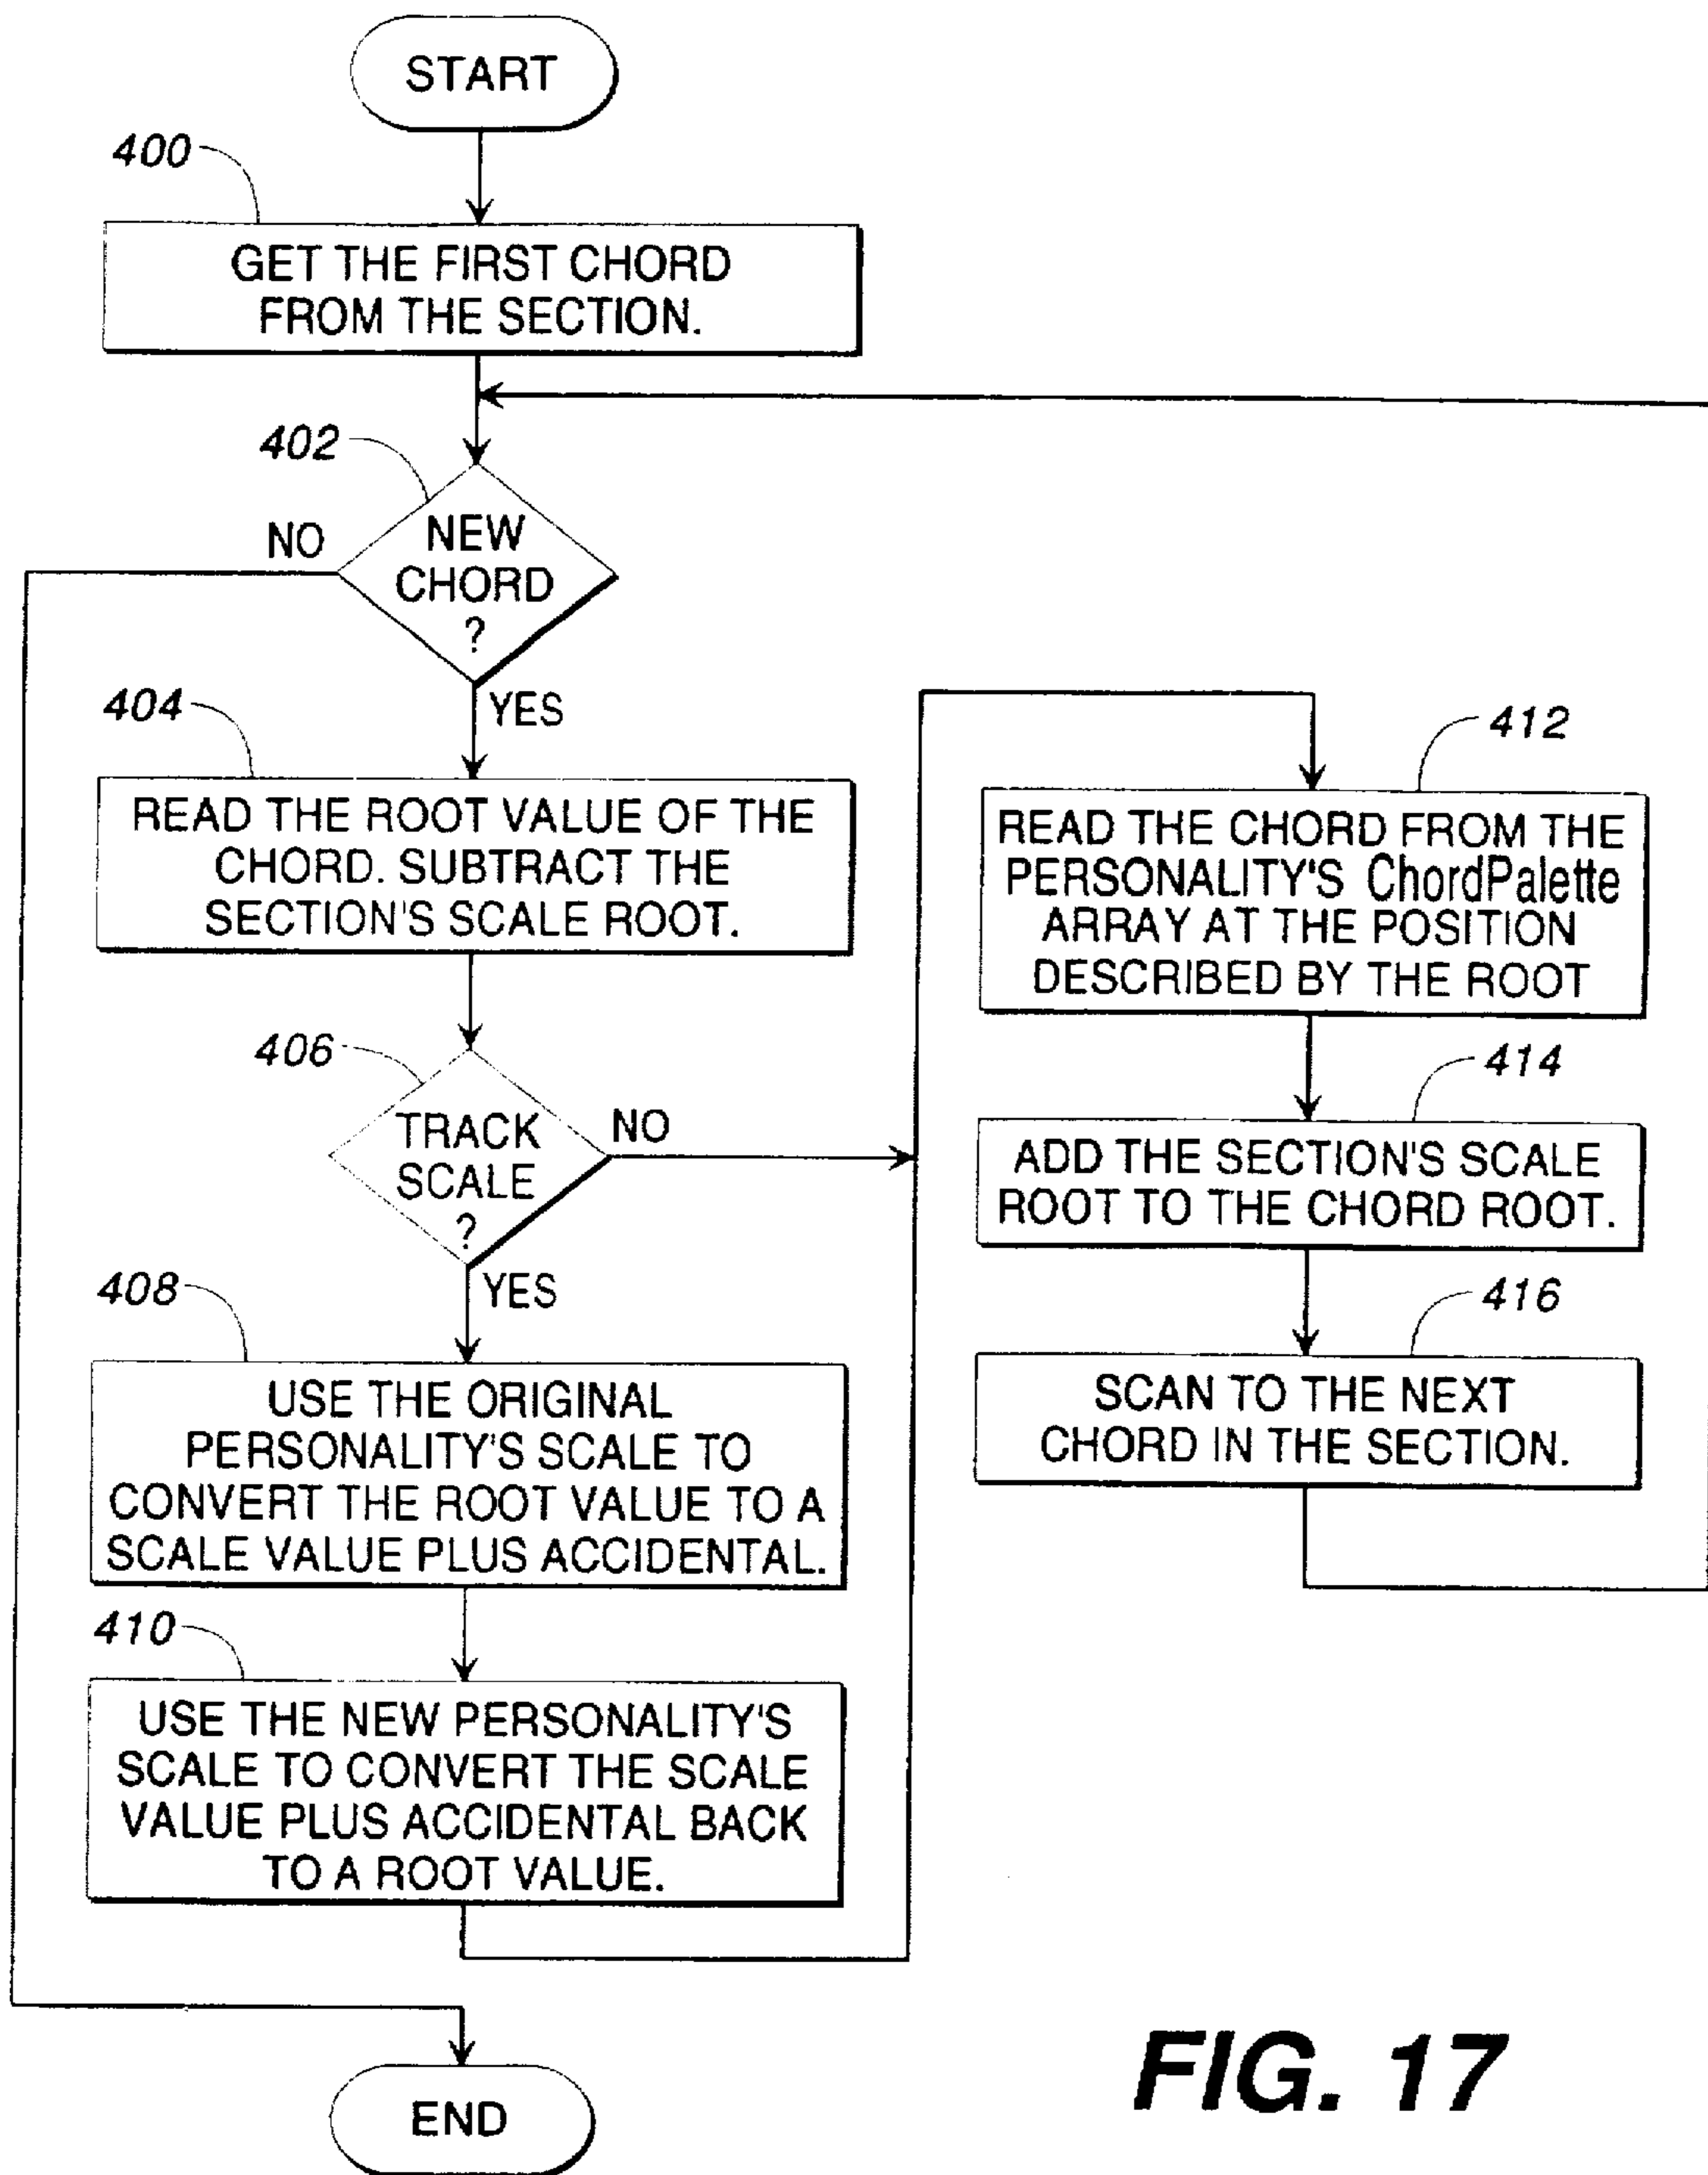 START
400
GET THE FIRST CHORD
FROM THE SECTION.
402
NO
NEW
CHORD
?
YES
404
READ THE ROOT VALUE OF THE
CHORD. SUBTRACT THE
SECTION'S SCALE ROOT.
406
TRACK
SCALE
?
NO
YES
408
USE THE ORIGINAL
PERSONALITY'S SCALE TO
CONVERT THE ROOT VALUE TO A
SCALE VALUE PLUS ACCIDENTAL.
410
USE THE NEW PERSONALITY'S
SCALE TO CONVERT THE SCALE
VALUE PLUS ACCIDENTAL BACK
TO A ROOT VALUE.
412
READ THE CHORD FROM THE
PERSONALITY'S ChordPalette
ARRAY AT THE POSITION
DESCRIBED BY THE ROOT
414
ADD THE SECTION'S SCALE
ROOT TO THE CHORD ROOT.
416
SCAN TO THE NEXT
CHORD IN THE SECTION.
END
FIG. 17